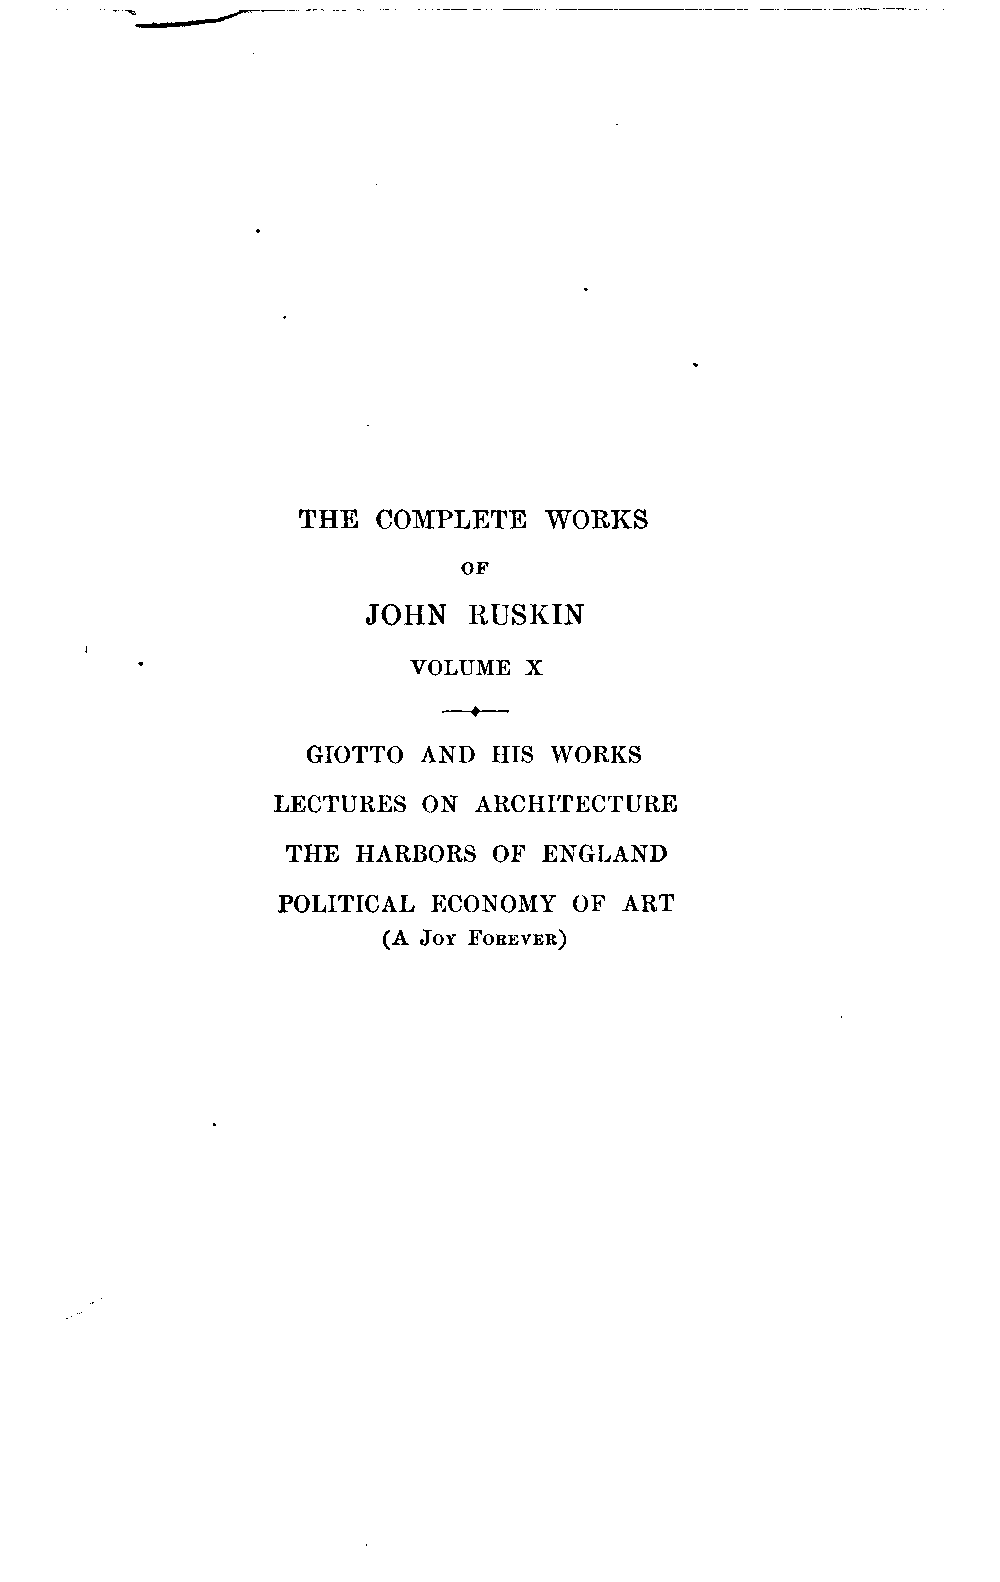 THE COMPLETE WORKS
OF
JOHN RUSKIN
VOLUME X
GIOTTO AND HIS WORKS
LECTURES ON ARCHITECTURE
THE HARBORS OF ENGLAND
POLITICAL ECONOMY OF ART
(A JOY FOREVER)